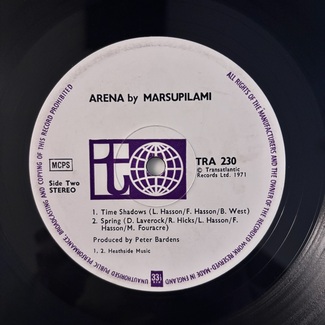 ARENA by MARSUPILAMI
MCPS
Side Two
STEREO
it
TRA 230
℗ Transatlantic
Records Ltd. 1971
1. Time Shadows (L. Hasson/F. Hasson/B. West)
2. Spring (D. Laverock/R. Hicks/L. Hasson/F.
Hasson/M. Fouracre)
Produced by Peter Bardens
1. 2. Heathside Music
33⅓
ALL RIGHTS OF THE MANUFACTURERS AND THE OWNER OF THE RECORDED WORK RESERVED—MADE IN ENGLAND
UNAUTHORISED PUBLIC PERFORMANCE, BROADCASTING AND COPYING OF THIS RECORD PROHIBITED